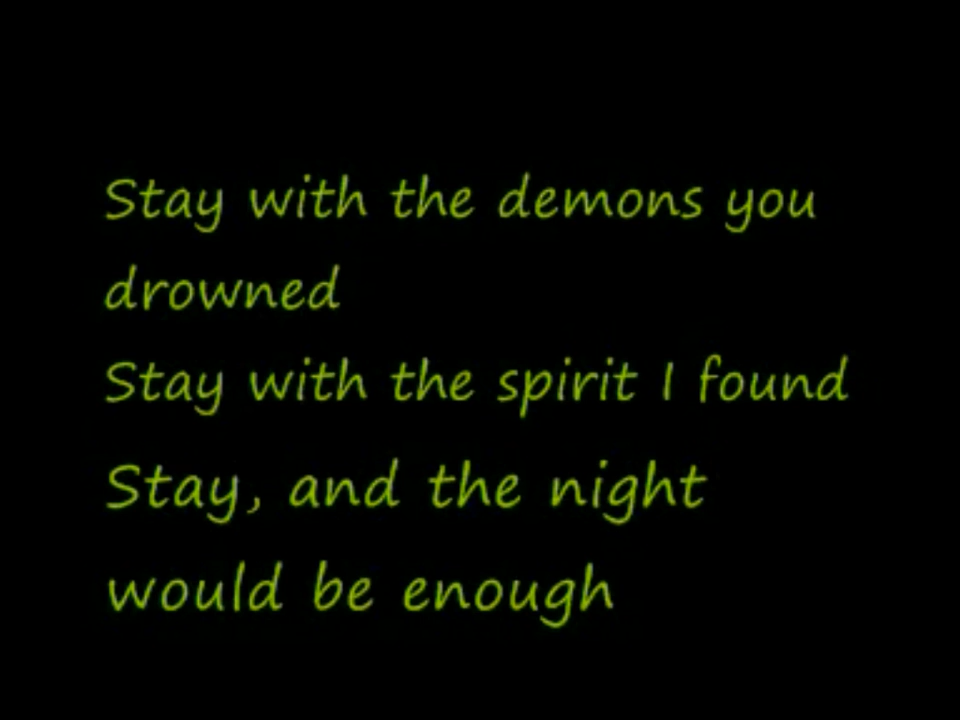 Stay with the demons you
drowned
Stay with the spirit I found
Stay, and the night
would be enough